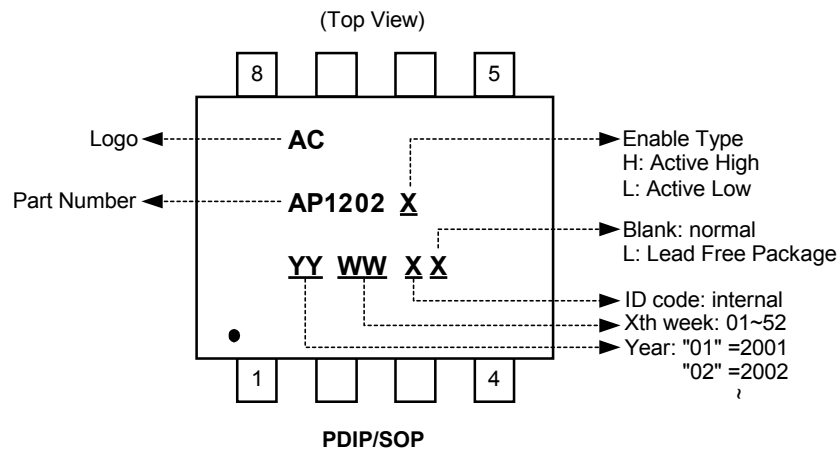 (Top View)
8
5
Logo
AC
Enable Type
H: Active High
L: Active Low
Part Number
AP1202 X
Blank: normal
L: Lead Free Package
YY WW X X
ID code: internal
Xth week: 01~52
Year: "01" =2001
"02" =2002
~
1
4
PDIP/SOP